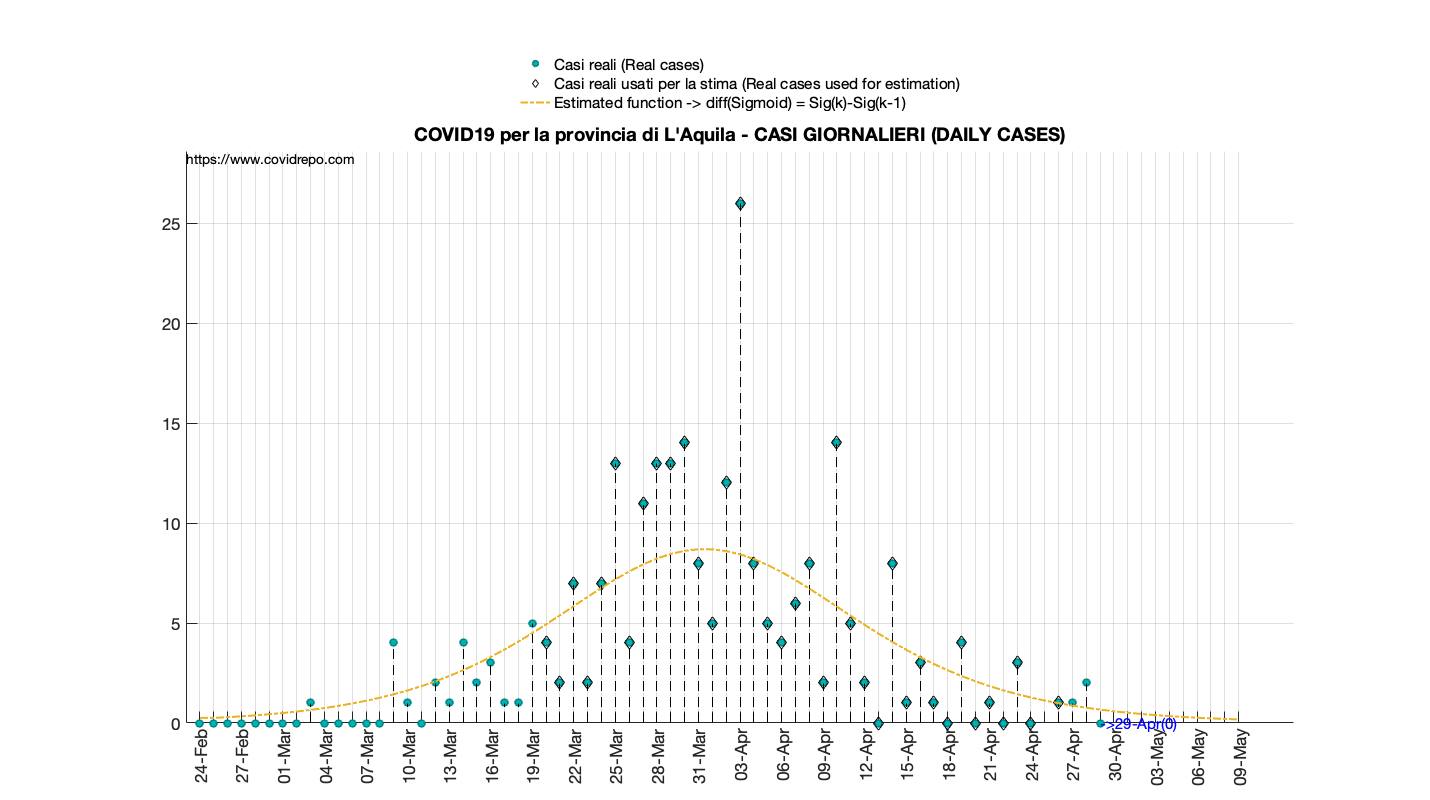 Casi reali (Real cases)
Casi reali usati per la stima (Real cases used for estimation)
Estimated function -> diff(Sigmoid) = Sig(k)-Sig(k-1)
COVID19 per la provincia di L'Aquila - CASI GIORNALIERI (DAILY CASES)
https://www.covidrepo.com
25
20
15
10
5
0
->29-Apr(0)
24-Feb
27-Feb
01-Mar
04-Mar
07-Mar
10-Mar
13-Mar
16-Mar
19-Mar
22-Mar
25-Mar
28-Mar
31-Mar
03-Apr
06-Apr
09-Apr
12-Apr
15-Apr
18-Apr
21-Apr
24-Apr
27-Apr
30-Apr
03-May
06-May
09-May